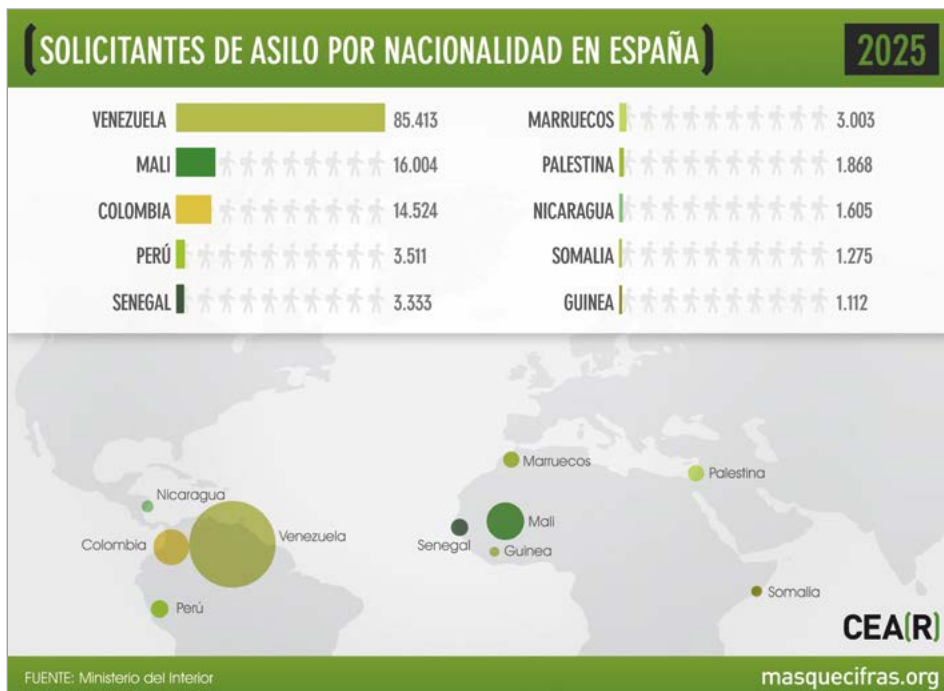 (SOLICITANTES DE ASILO POR NACIONALIDAD EN ESPAÑA)
2025
VENEZUELA 85.413
MALI 16.004
COLOMBIA 14.524
PERÚ 3.511
SENEGAL 3.333
MARRUECOS 3.003
PALESTINA 1.868
NICARAGUA 1.605
SOMALIA 1.275
GUINEA 1.112
Marruecos
Palestina
Nicaragua
Venezuela
Colombia
Mali
Senegal
Guinea
Somalía
Perú
CEA(R)
FUENTE: Ministerio del Interior
masquecifras.org